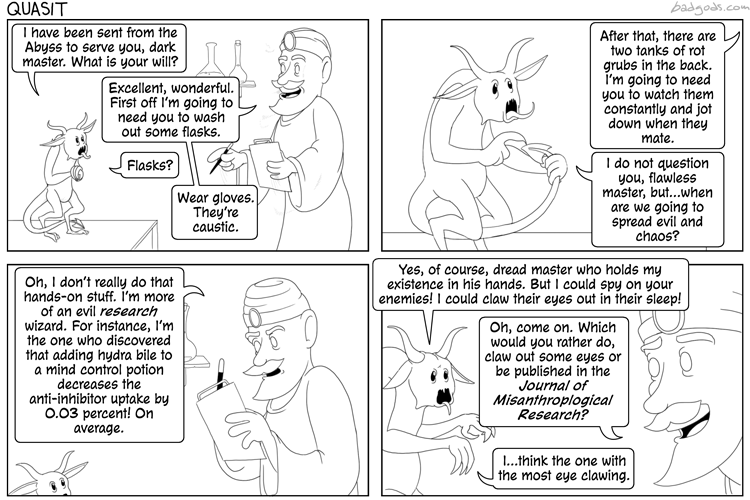 QUASIT
badgods.com
I have been sent from the
Abyss to serve you, dark
master. What is your will?
Excellent, wonderful.
First off I'm going to
need you to wash
out some flasks.
Flasks?
Wear gloves.
They're
caustic.
After that, there are
two tanks of rot
grubs in the back.
I'm going to need
you to watch them
constantly and jot
down when they
mate.
I do not question
you, flawless
master, but...when
are we going to
spread evil and
chaos?
Oh, I don't really do that
hands-on stuff. I'm more
of an evil research
wizard. For instance, I'm
the one who discovered
that adding hydra bile to
a mind control potion
decreases the
anti-inhibitor uptake by
0.03 percent! On
average.
Yes, of course, dread master who holds my
existence in his hands. But I could spy on your
enemies! I could claw their eyes out in their sleep!
Oh, come on. Which
would you rather do,
claw out some eyes or
be published in the
Journal of
Misanthroplogical
Research?
I...think the one with
the most eye clawing.